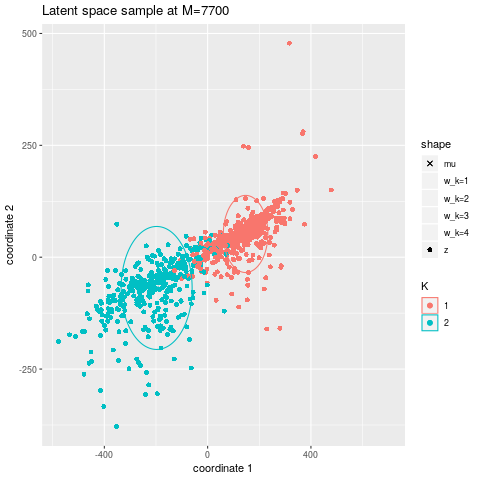 Latent space sample at M=7700
500
250
0
-250
coordinate 2
-400
0
400
coordinate 1
shape
mu
w_k=1
w_k=2
w_k=3
w_k=4
z
K
1
2